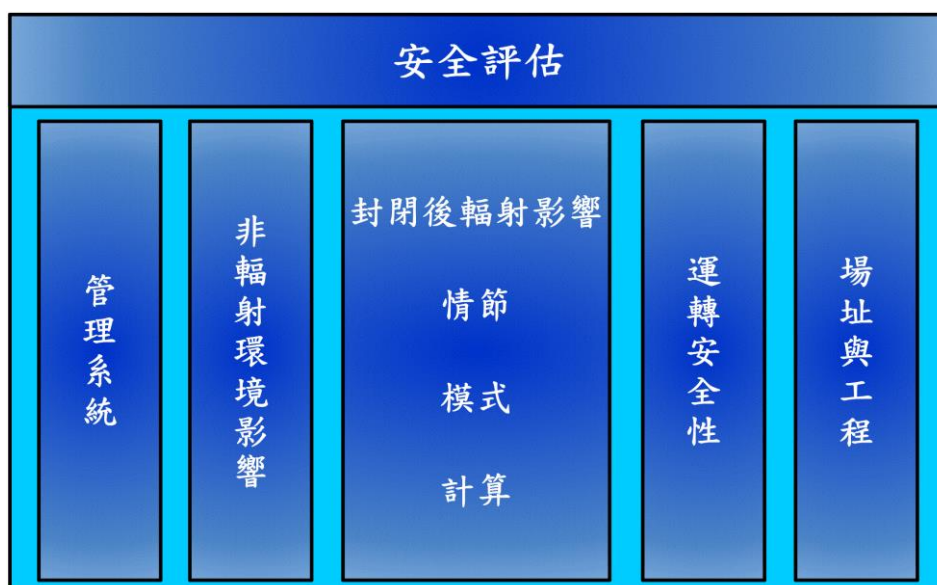 安全評估
管理系統
非輻射環境影響
封閉後輻射影響
情節
模式
計算
運轉安全性
場址與工程